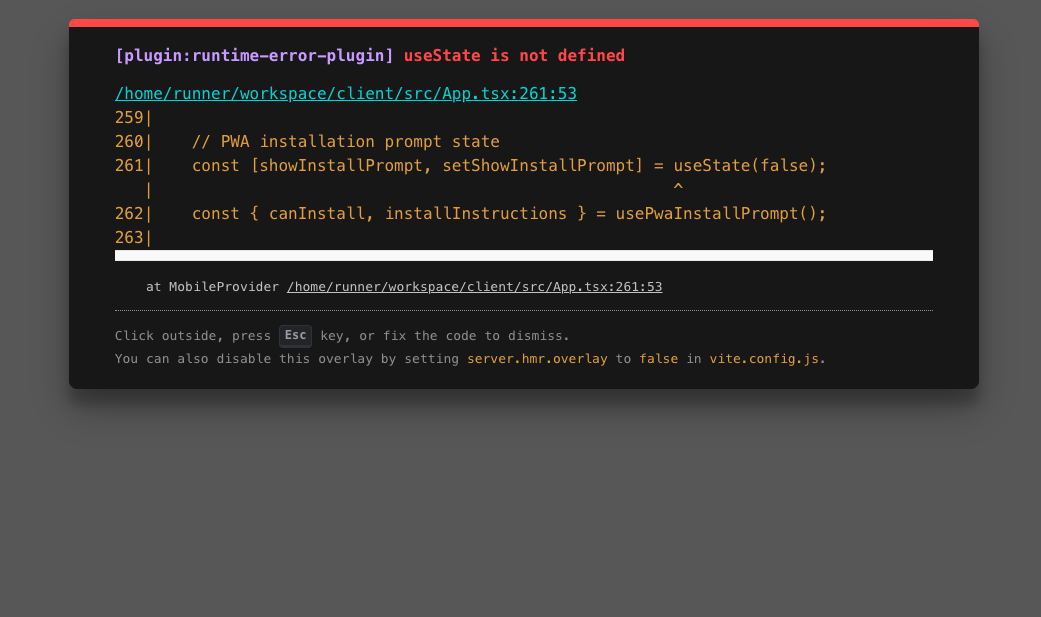 [plugin:runtime-error-plugin] useState is not defined
/home/runner/workspace/client/src/App.tsx:261:53
259|
260|    // PWA installation prompt state
261|    const [showInstallPrompt, setShowInstallPrompt] = useState(false);
   |                                                      ^
262|    const { canInstall, installInstructions } = usePwaInstallPrompt();
263|
    at MobileProvider /home/runner/workspace/client/src/App.tsx:261:53
Click outside, press Esc key, or fix the code to dismiss.
You can also disable this overlay by setting server.hmr.overlay to false in vite.config.js.